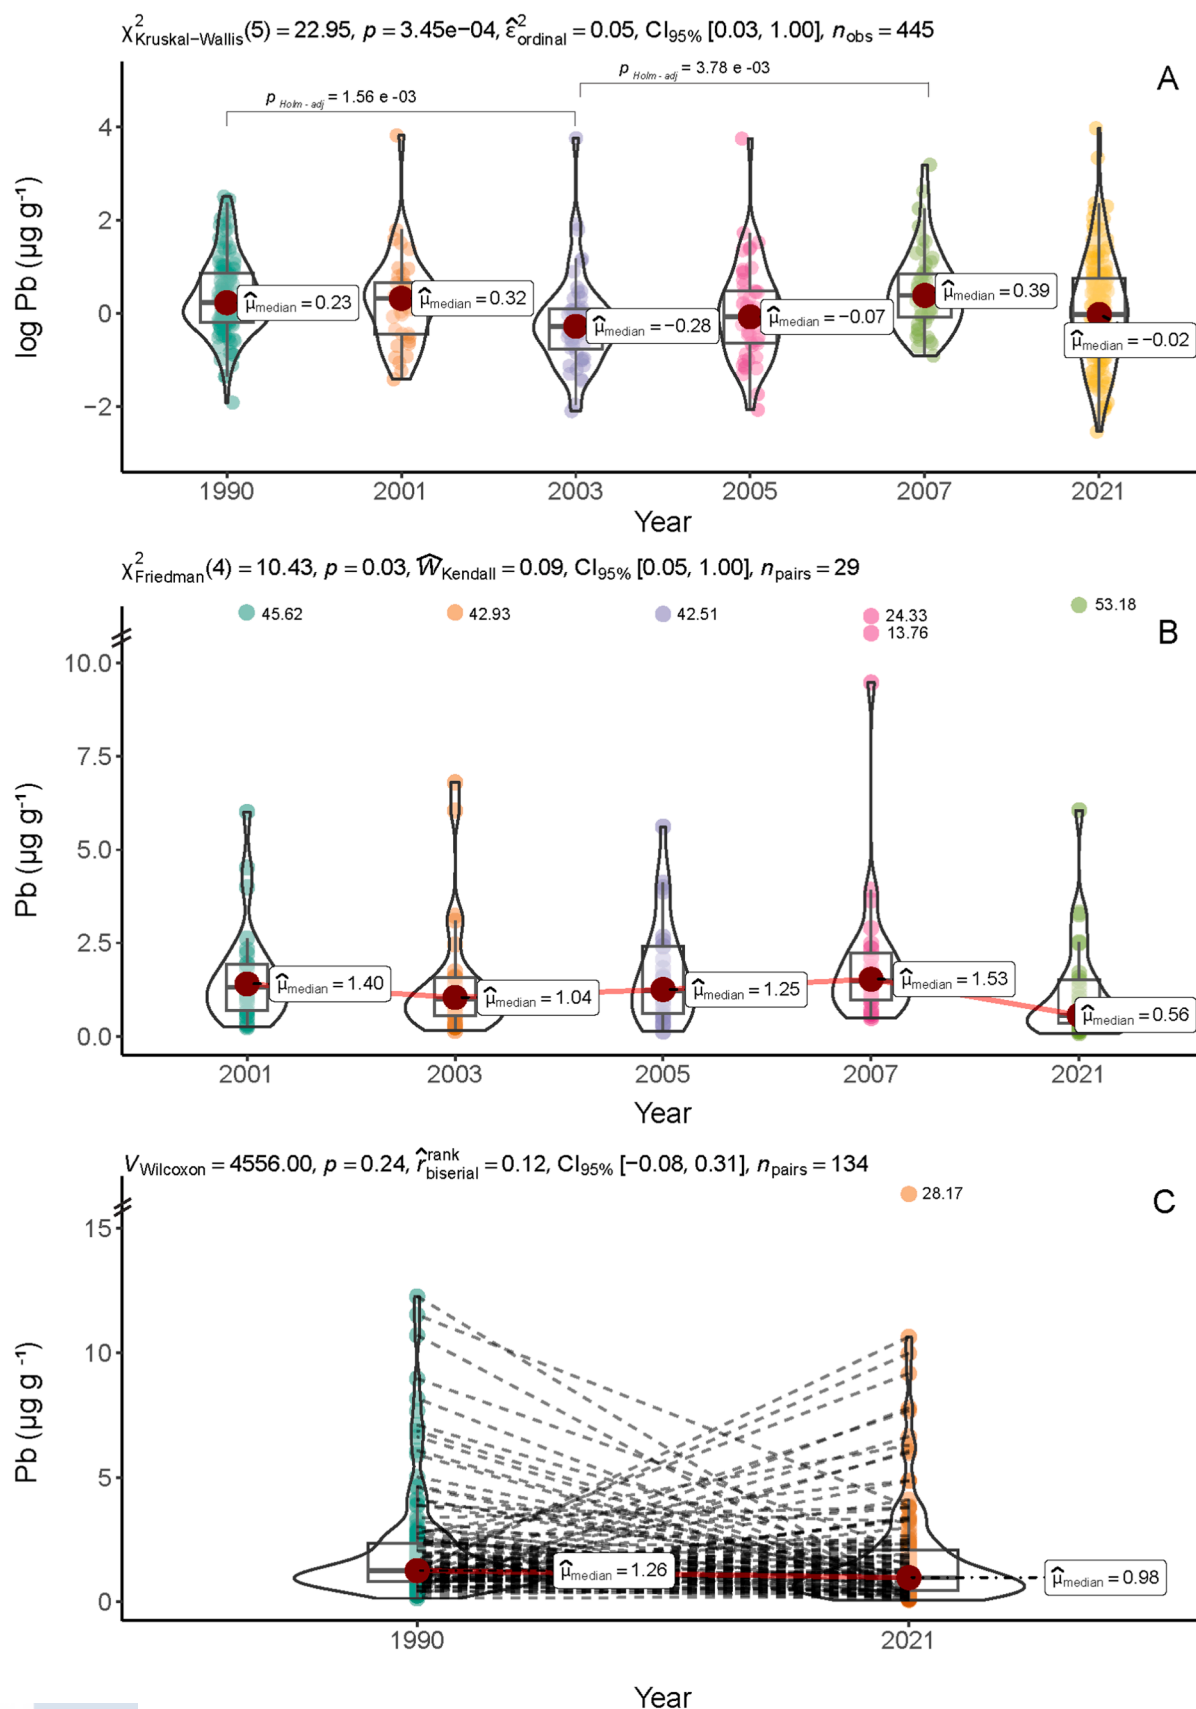 χ²Kruskal−Wallis(5) = 22.95, p = 3.45e−04, ε̂²ordinal = 0.05, CI95% [0.03, 1.00], nobs = 445
A
p Holm - adj = 3.78 e -03
p Holm - adj = 1.56 e -03
log Pb (µg g⁻¹)
4
2
0
−2
μ̂median = 0.23
μ̂median = 0.32
μ̂median = −0.28
μ̂median = −0.07
μ̂median = 0.39
μ̂median = −0.02
1990 2001 2003 2005 2007 2021
Year
χ²Friedman(4) = 10.43, p = 0.03, ŴKendall = 0.09, CI95% [0.05, 1.00], npairs = 29
B
45.62 42.93 42.51 24.33 53.18
13.76
Pb (µg g⁻¹)
10.0
7.5
5.0
2.5
0.0
μ̂median = 1.40
μ̂median = 1.04
μ̂median = 1.25
μ̂median = 1.53
μ̂median = 0.56
2001 2003 2005 2007 2021
Year
VWilcoxon = 4556.00, p = 0.24, r̂rankbiserial = 0.12, CI95% [−0.08, 0.31], npairs = 134
28.17
C
Pb (µg g ⁻¹)
15
10
5
0
μ̂median = 1.26
μ̂median = 0.98
1990 2021
Year